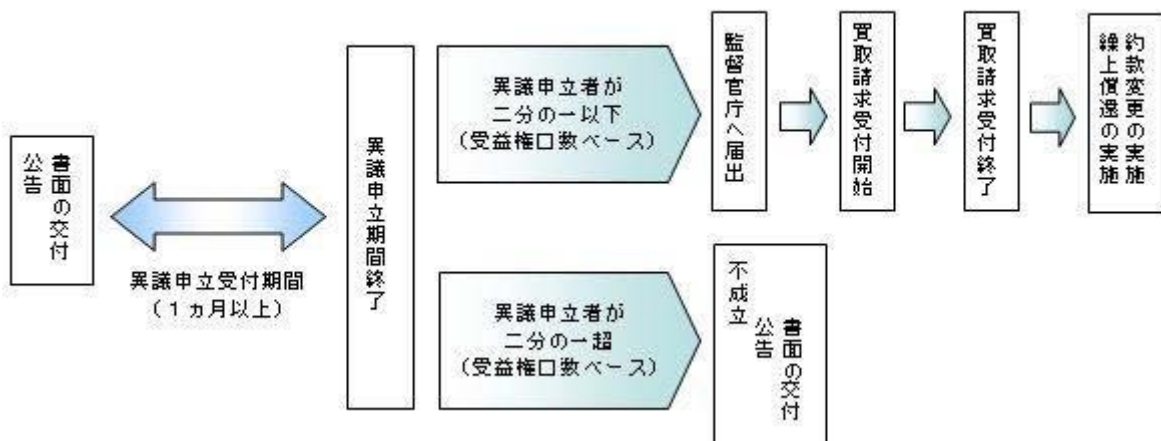 書面の交付
公告
異議申立受付期間
(1ヵ月以上)
異議申立期間終了
異議申立者が
二分の一以下
(受益権口数ベース)
監督官庁へ届出
買取請求受付開始
買取請求受付終了
約款変更の実施
繰上償還の実施
異議申立者が
二分の一超
(受益権口数ベース)
不成立
書面の交付
公告